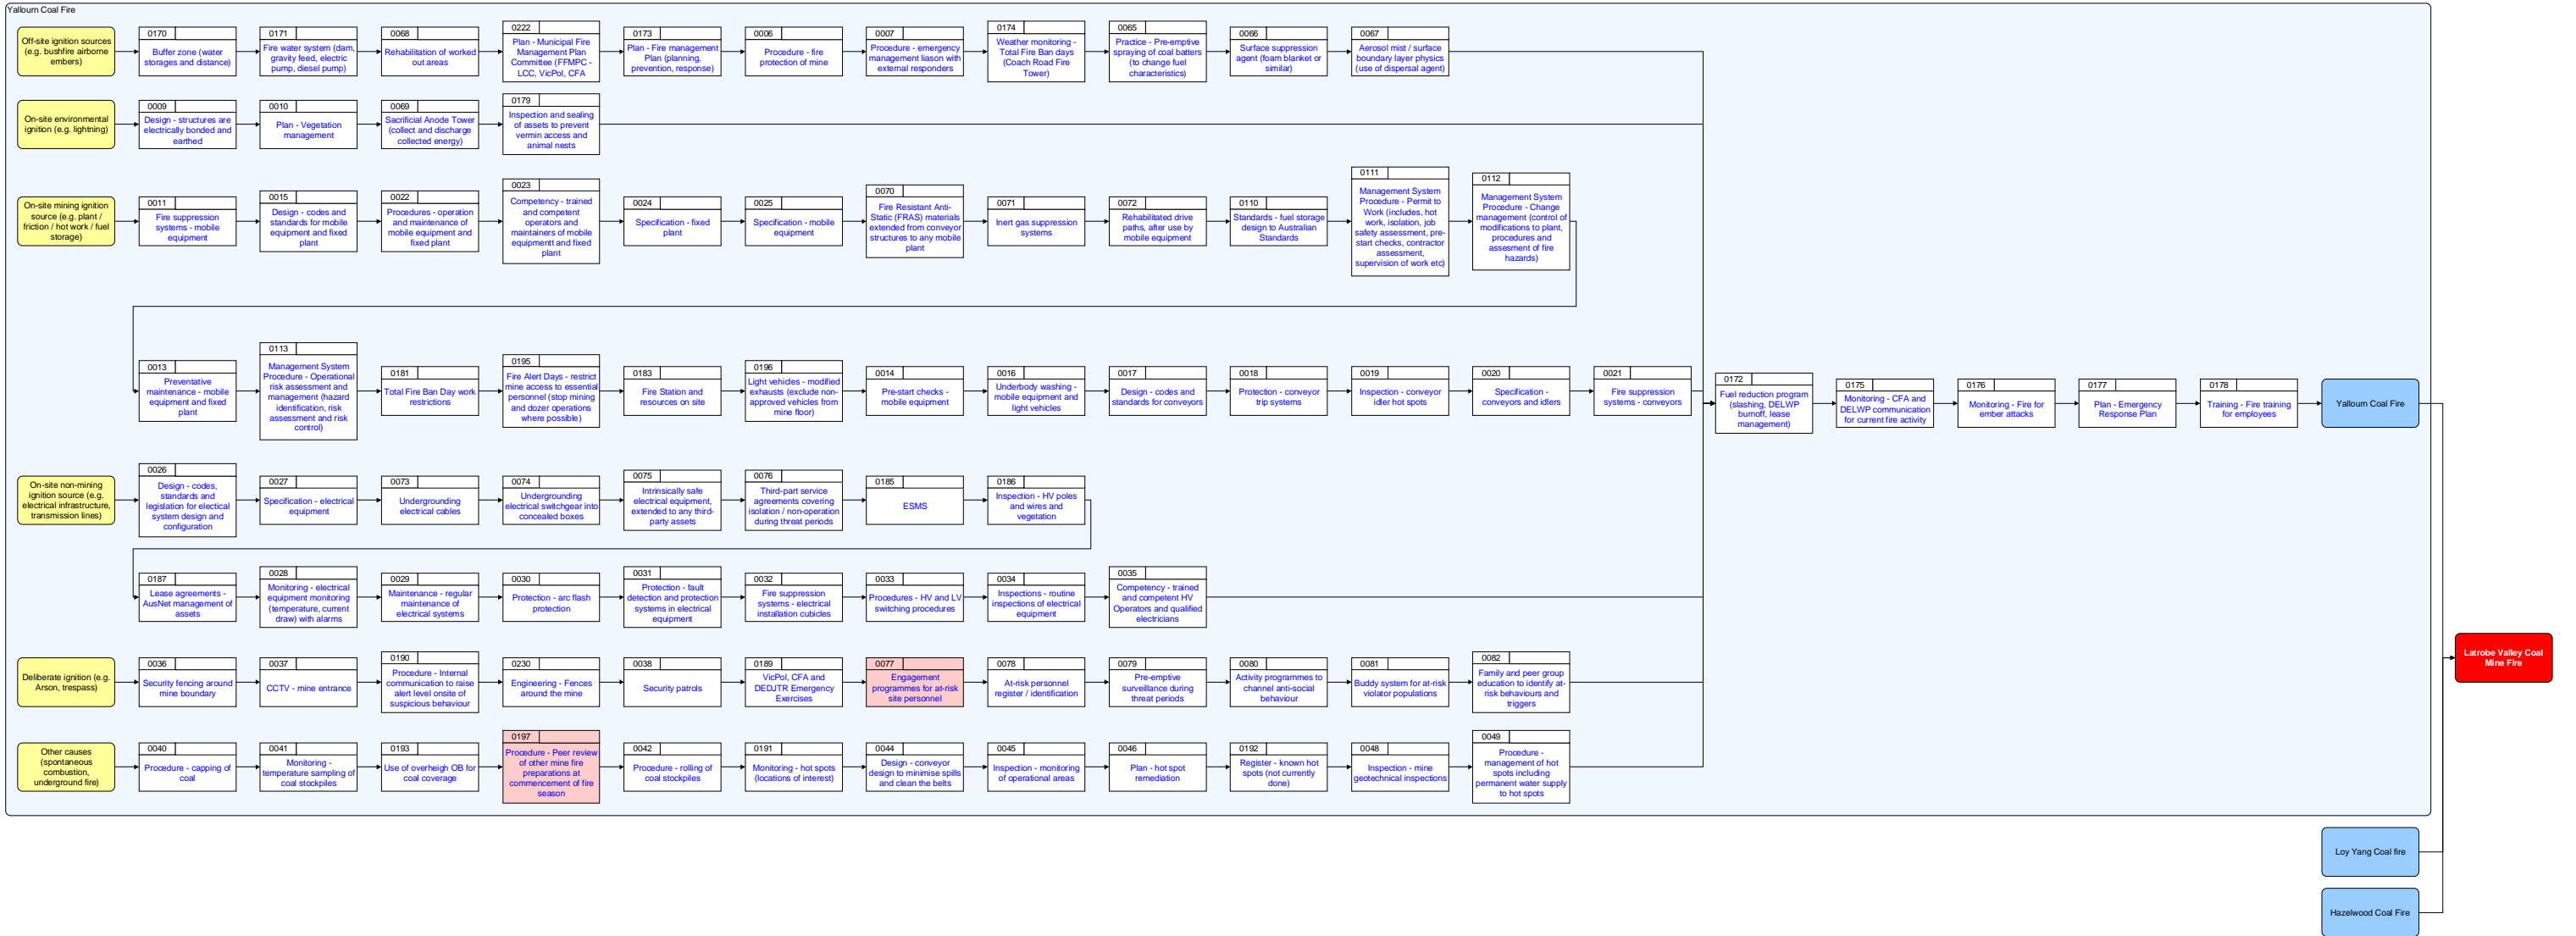 Yallourn Coal Fire
Off-site ignition sources
(e.g. bushfire airborne
embers)
0170
Buffer zone (water
storages and distance)
0171
Fire water system (dam,
gravity feed, electric
pump, diesel pump)
0068
Rehabilitation of worked
out areas
0222
Plan - Municipal Fire
Management Plan
Committee (FFMPC -
LCC, VicPol, CFA
0173
Plan - Fire management
Plan (planning,
prevention, response)
0006
Procedure - fire
protection of mine
0007
Procedure - emergency
management liason with
external responders
0174
Weather monitoring -
Total Fire Ban days
(Coach Road Fire
Tower)
0065
Practice - Pre-emptive
spraying of coal batters
(to change fuel
characteristics)
0066
Surface suppression
agent (foam blanket or
similar)
0067
Aerosol mist / surface
boundary layer physics
(use of dispersal agent)
On-site environmental
ignition (e.g. lightning)
0009
Design - structures are
electrically bonded and
earthed
0010
Plan - Vegetation
management
0069
Sacrificial Anode Tower
(collect and discharge
collected energy)
0179
Inspection and sealing
of assets to prevent
vermin access and
animal nests
On-site mining ignition
source (e.g. plant /
friction / hot work / fuel
storage)
0011
Fire suppression
systems - mobile
equipment
0015
Design - codes and
standards for mobile
equipment and fixed
plant
0022
Procedures - operation
and maintenance of
mobile equipment and
fixed plant
0023
Competency - trained
and competent
operators and
maintainers of mobile
equipmentt and fixed
plant
0024
Specification - fixed
plant
0025
Specification - mobile
equipment
0070
Fire Resistant Anti-
Static (FRAS) materials
extended from conveyor
structures to any mobile
plant
0071
Inert gas suppression
systems
0072
Rehabilitated drive
paths, after use by
mobile equipment
0110
Standards - fuel storage
design to Australian
Standards
0111
Management System
Procedure - Permit to
Work (includes, hot
work, isolation, job
safety assessment, pre-
start checks, contractor
assessment,
supervision of work etc)
0112
Management System
Procedure - Change
management (control of
modifications to plant,
procedures and
assesment of fire
hazards)
0013
Preventative
maintenance - mobile
equipment and fixed
plant
0113
Management System
Procedure - Operational
risk assessment and
management (hazard
identification, risk
assessment and risk
control)
0181
Total Fire Ban Day work
restrictions
0195
Fire Alert Days - restrict
mine access to essential
personnel (stop mining
and dozer operations
where possible)
0183
Fire Station and
resources on site
0196
Light vehicles - modified
exhausts (exclude non-
approved vehicles from
mine floor)
0014
Pre-start checks -
mobile equipment
0016
Underbody washing -
mobile equipment and
light vehicles
0017
Design - codes and
standards for conveyors
0018
Protection - conveyor
trip systems
0019
Inspection - conveyor
idler hot spots
0020
Specification -
conveyors and idlers
0021
Fire suppression
systems - conveyors
0172
Fuel reduction program
(slashing, DELWP
burnoff, lease
management)
0175
Monitoring - CFA and
DELWP communication
for current fire activity
0176
Monitoring - Fire for
ember attacks
0177
Plan - Emergency
Response Plan
0178
Training - Fire training
for employees
Yallourn Coal Fire
On-site non-mining
ignition source (e.g.
electrical infrastructure,
transmission lines)
0026
Design - codes,
standards and
legislation for electical
system design and
configuration
0027
Specification - electrical
equipment
0073
Undergrounding
electrical cables
0074
Undergrounding
electrical switchgear into
concealed boxes
0075
Intrinsically safe
electrical equipment,
extended to any third-
party assets
0076
Third-part service
agreements covering
isolation / non-operation
during threat periods
0185
ESMS
0186
Inspection - HV poles
and wires and
vegetation
0187
Lease agreements -
AusNet management of
assets
0028
Monitoring - electrical
equipment monitoring
(temperature, current
draw) with alarms
0029
Maintenance - regular
maintenance of
electrical systems
0030
Protection - arc flash
protection
0031
Protection - fault
detection and protection
systems in electrical
equipment
0032
Fire suppression
systems - electrical
installation cubicles
0033
Procedures - HV and LV
switching procedures
0034
Inspections - routine
inspections of electrical
equipment
0035
Competency - trained
and competent HV
Operators and qualified
electricians
Latrobe Valley Coal
Mine Fire
Deliberate ignition (e.g.
Arson, trespass)
0036
Security fencing around
mine boundary
0037
CCTV - mine entrance
0190
Procedure - Internal
communication to raise
alert level onsite of
suspicious behaviour
0230
Engineering - Fences
around the mine
0038
Security patrols
0189
VicPol, CFA and
DEDJTR Emergency
Exercises
0077
Engagement
programmes for at-risk
site personnel
0078
At-risk personnel
register / identification
0079
Pre-emptive
surveillance during
threat periods
0080
Activity programmes to
channel anti-social
behaviour
0081
Buddy system for at-risk
violator populations
0082
Family and peer group
education to identify at-
risk behaviours and
triggers
Other causes
(spontaneous
combustion,
underground fire)
0040
Procedure - capping of
coal
0041
Monitoring -
temperature sampling of
coal stockpiles
0193
Use of overheigh OB for
coal coverage
0197
Procedure - Peer review
of other mine fire
preparations at
commencement of fire
season
0042
Procedure - rolling of
coal stockpiles
0191
Monitoring - hot spots
(locations of interest)
0044
Design - conveyor
design to minimise spills
and clean the belts
0045
Inspection - monitoring
of operational areas
0046
Plan - hot spot
remediation
0192
Register - known hot
spots (not currently
done)
0048
Inspection - mine
geotechnical inspections
0049
Procedure -
management of hot
spots including
permanent water supply
to hot spots
Loy Yang Coal fire
Hazelwood Coal Fire